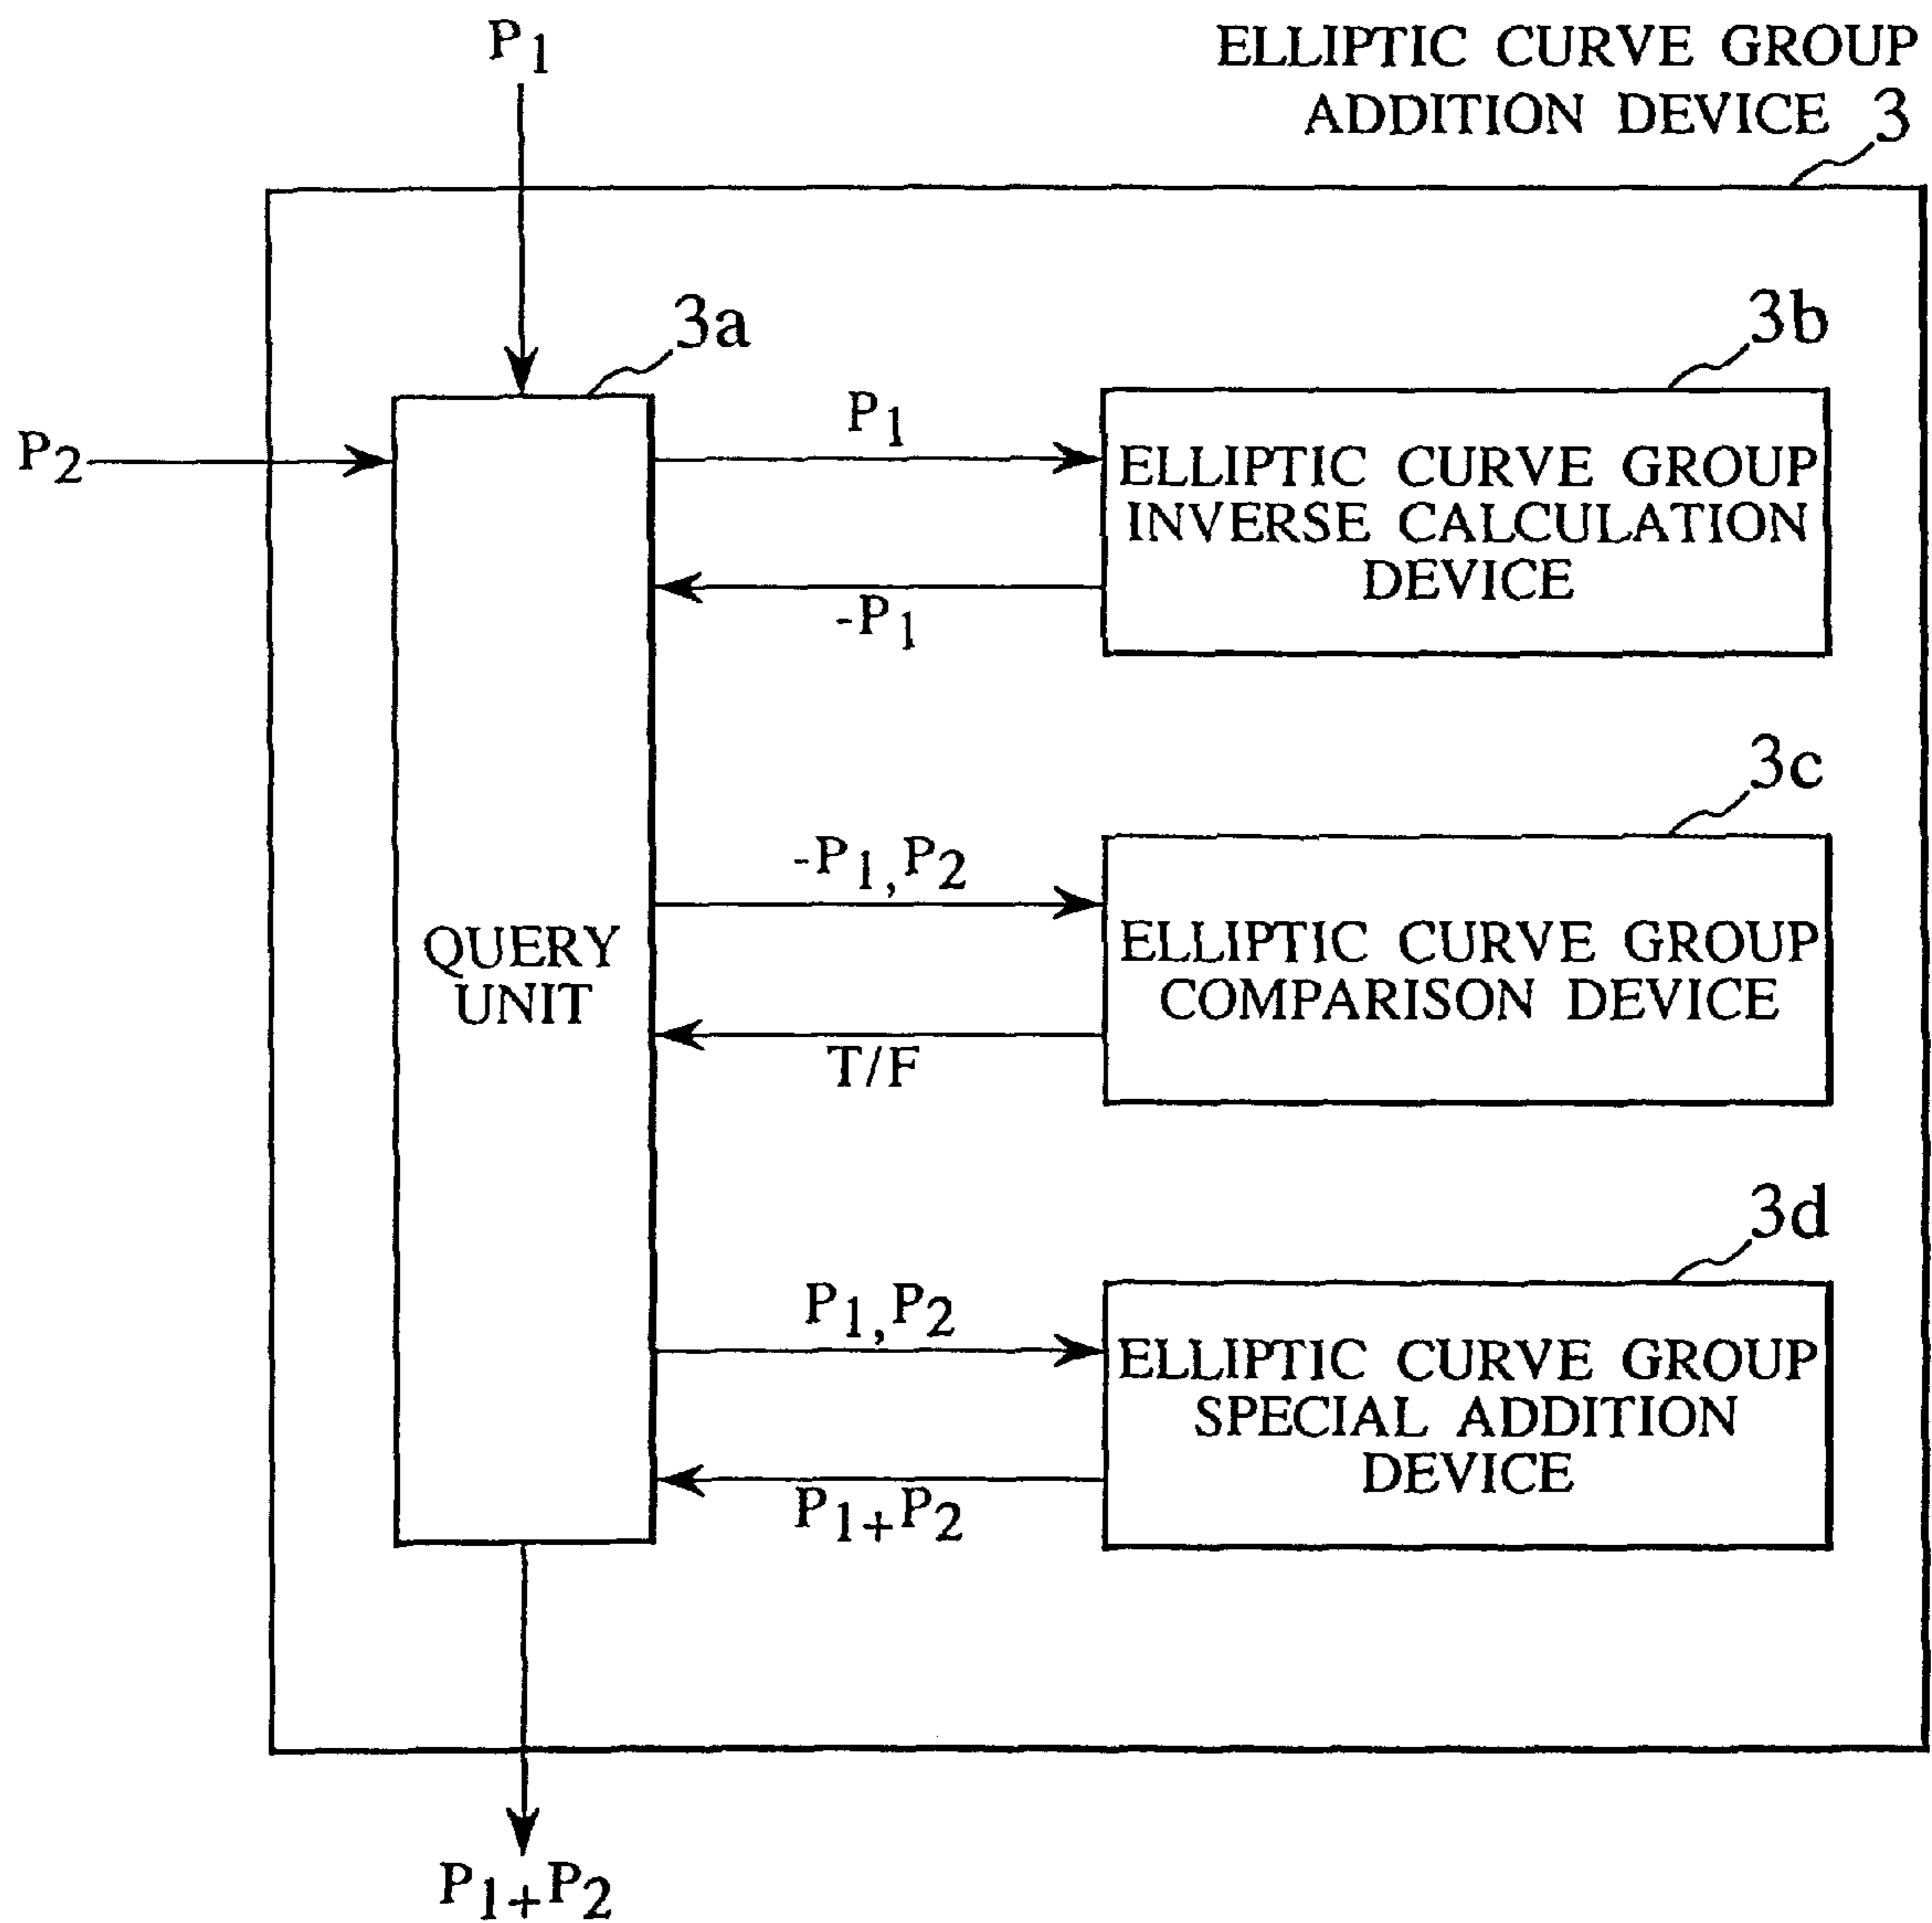 P1
ELLIPTIC CURVE GROUP
ADDITION DEVICE 3
3a
3b
P2
P1
ELLIPTIC CURVE GROUP
INVERSE CALCULATION
DEVICE
-P1
3c
-P1,P2
QUERY
UNIT
ELLIPTIC CURVE GROUP
COMPARISON DEVICE
T/F
3d
P1,P2
ELLIPTIC CURVE GROUP
SPECIAL ADDITION
DEVICE
P1+P2
P1+P2